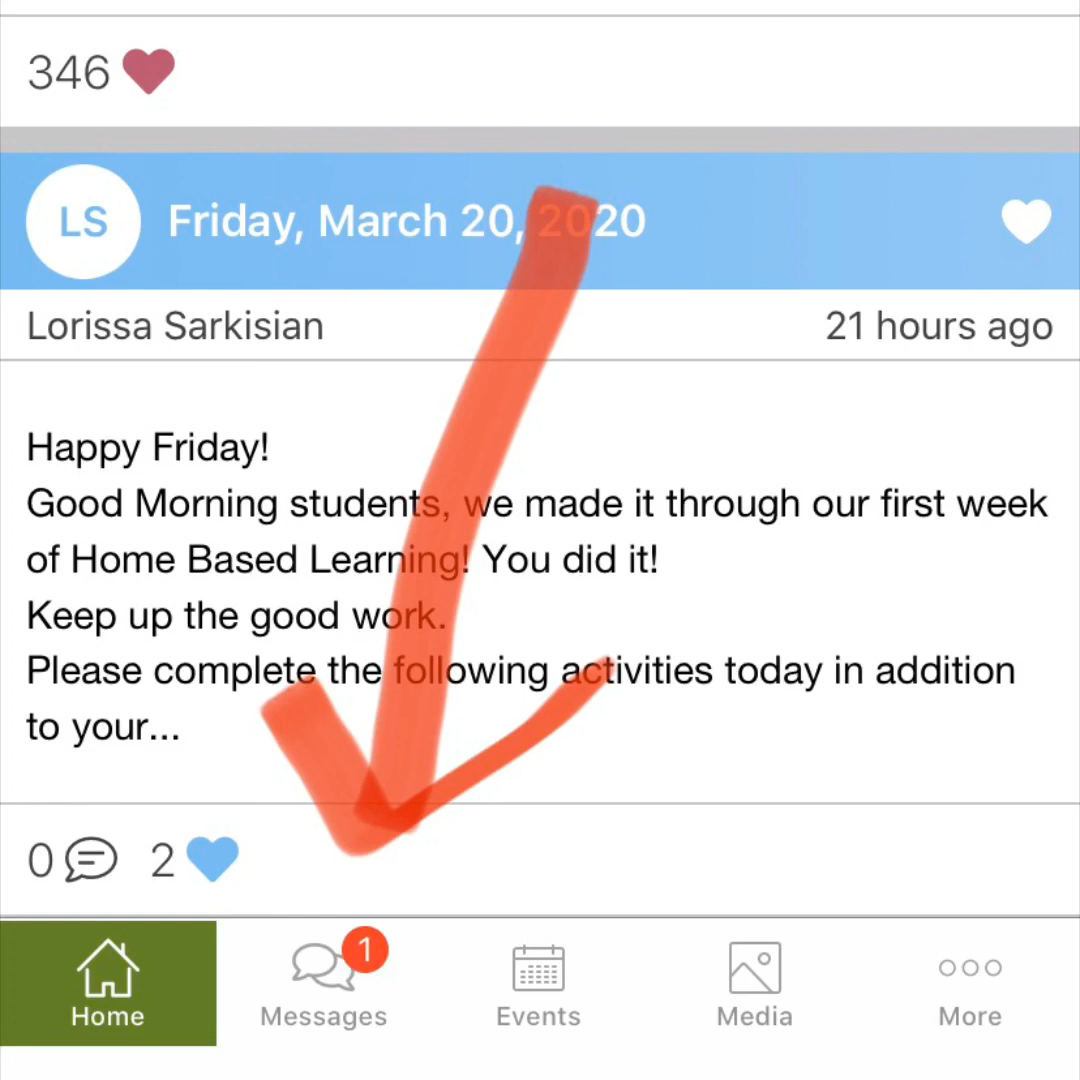 346
LS Friday, March 20, 2020
Lorissa Sarkisian 21 hours ago
Happy Friday!
Good Morning students, we made it through our first week
of Home Based Learning! You did it!
Keep up the good work.
Please complete the following activities today in addition
to your...
0 2
1
Home Messages Events Media More